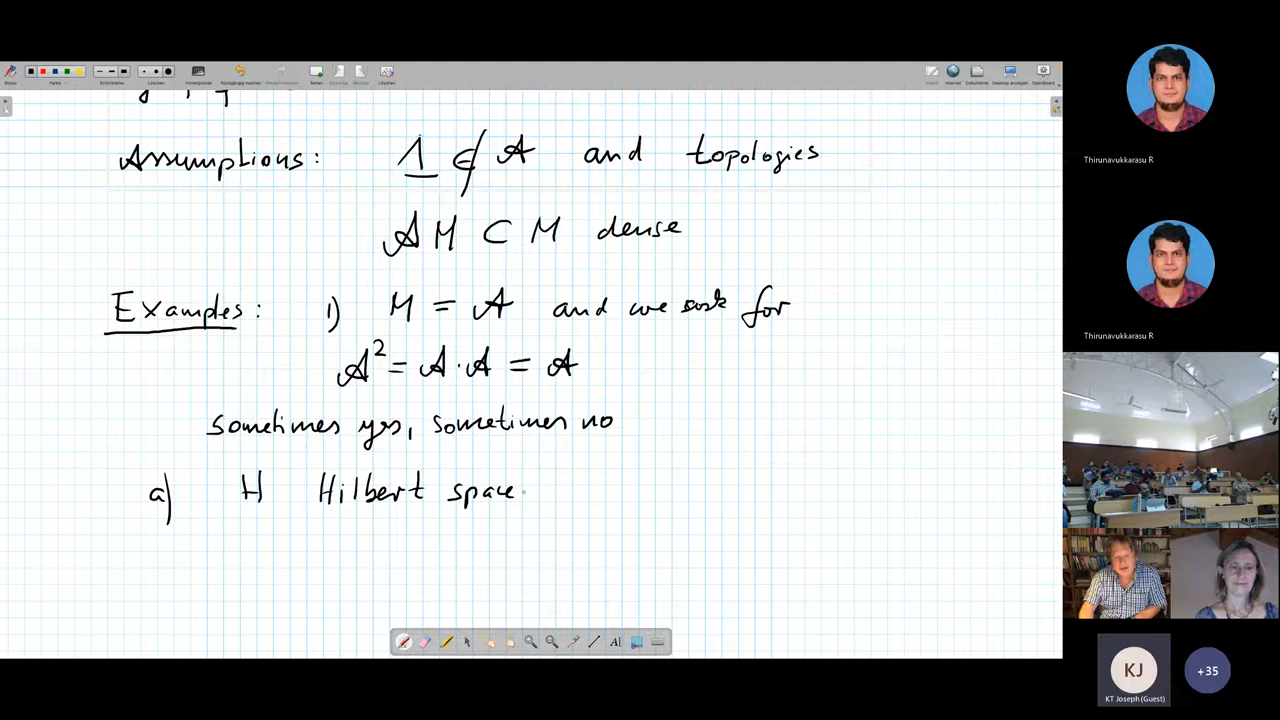 Assumptions: 1 ∉ A and topologies
A M ⊂ M dense
Examples: 1) M = A and we ask for
A² = A · A = A
sometimes yes, sometimes no
a) H Hilbert space
Thirunavukkarasu R
Thirunavukkarasu R
KJ
+35
KT Joseph (Guest)